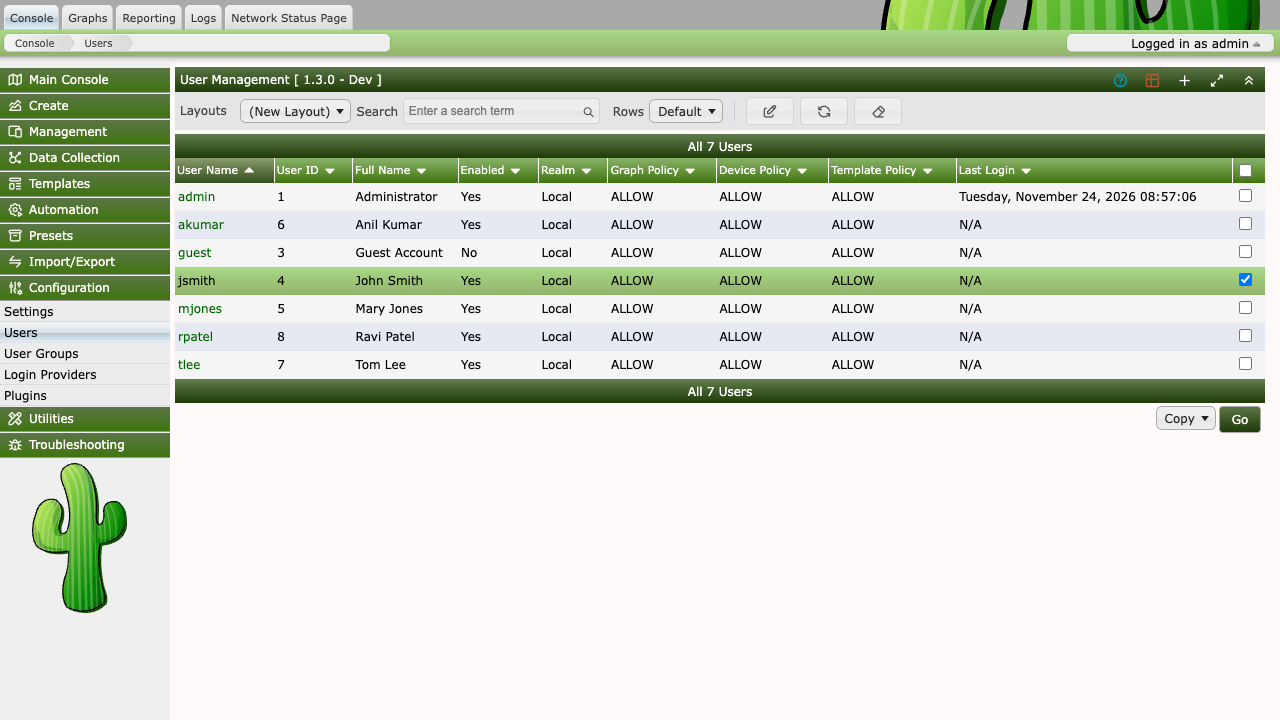 Console Graphs Reporting Logs Network Status Page
Console Users Logged in as admin
Main Console
Create
Management
Data Collection
Templates
Automation
Presets
Import/Export
Configuration
Settings
Users
User Groups
Login Providers
Plugins
Utilities
Troubleshooting
User Management [ 1.3.0 - Dev ]
Layouts (New Layout) Search Enter a search term Rows Default
All 7 Users
User Name User ID Full Name Enabled Realm Graph Policy Device Policy Template Policy Last Login
admin 1 Administrator Yes Local ALLOW ALLOW ALLOW Tuesday, November 24, 2026 08:57:06
akumar 6 Anil Kumar Yes Local ALLOW ALLOW ALLOW N/A
guest 3 Guest Account No Local ALLOW ALLOW ALLOW N/A
jsmith 4 John Smith Yes Local ALLOW ALLOW ALLOW N/A
mjones 5 Mary Jones Yes Local ALLOW ALLOW ALLOW N/A
rpatel 8 Ravi Patel Yes Local ALLOW ALLOW ALLOW N/A
tlee 7 Tom Lee Yes Local ALLOW ALLOW ALLOW N/A
All 7 Users
Copy Go